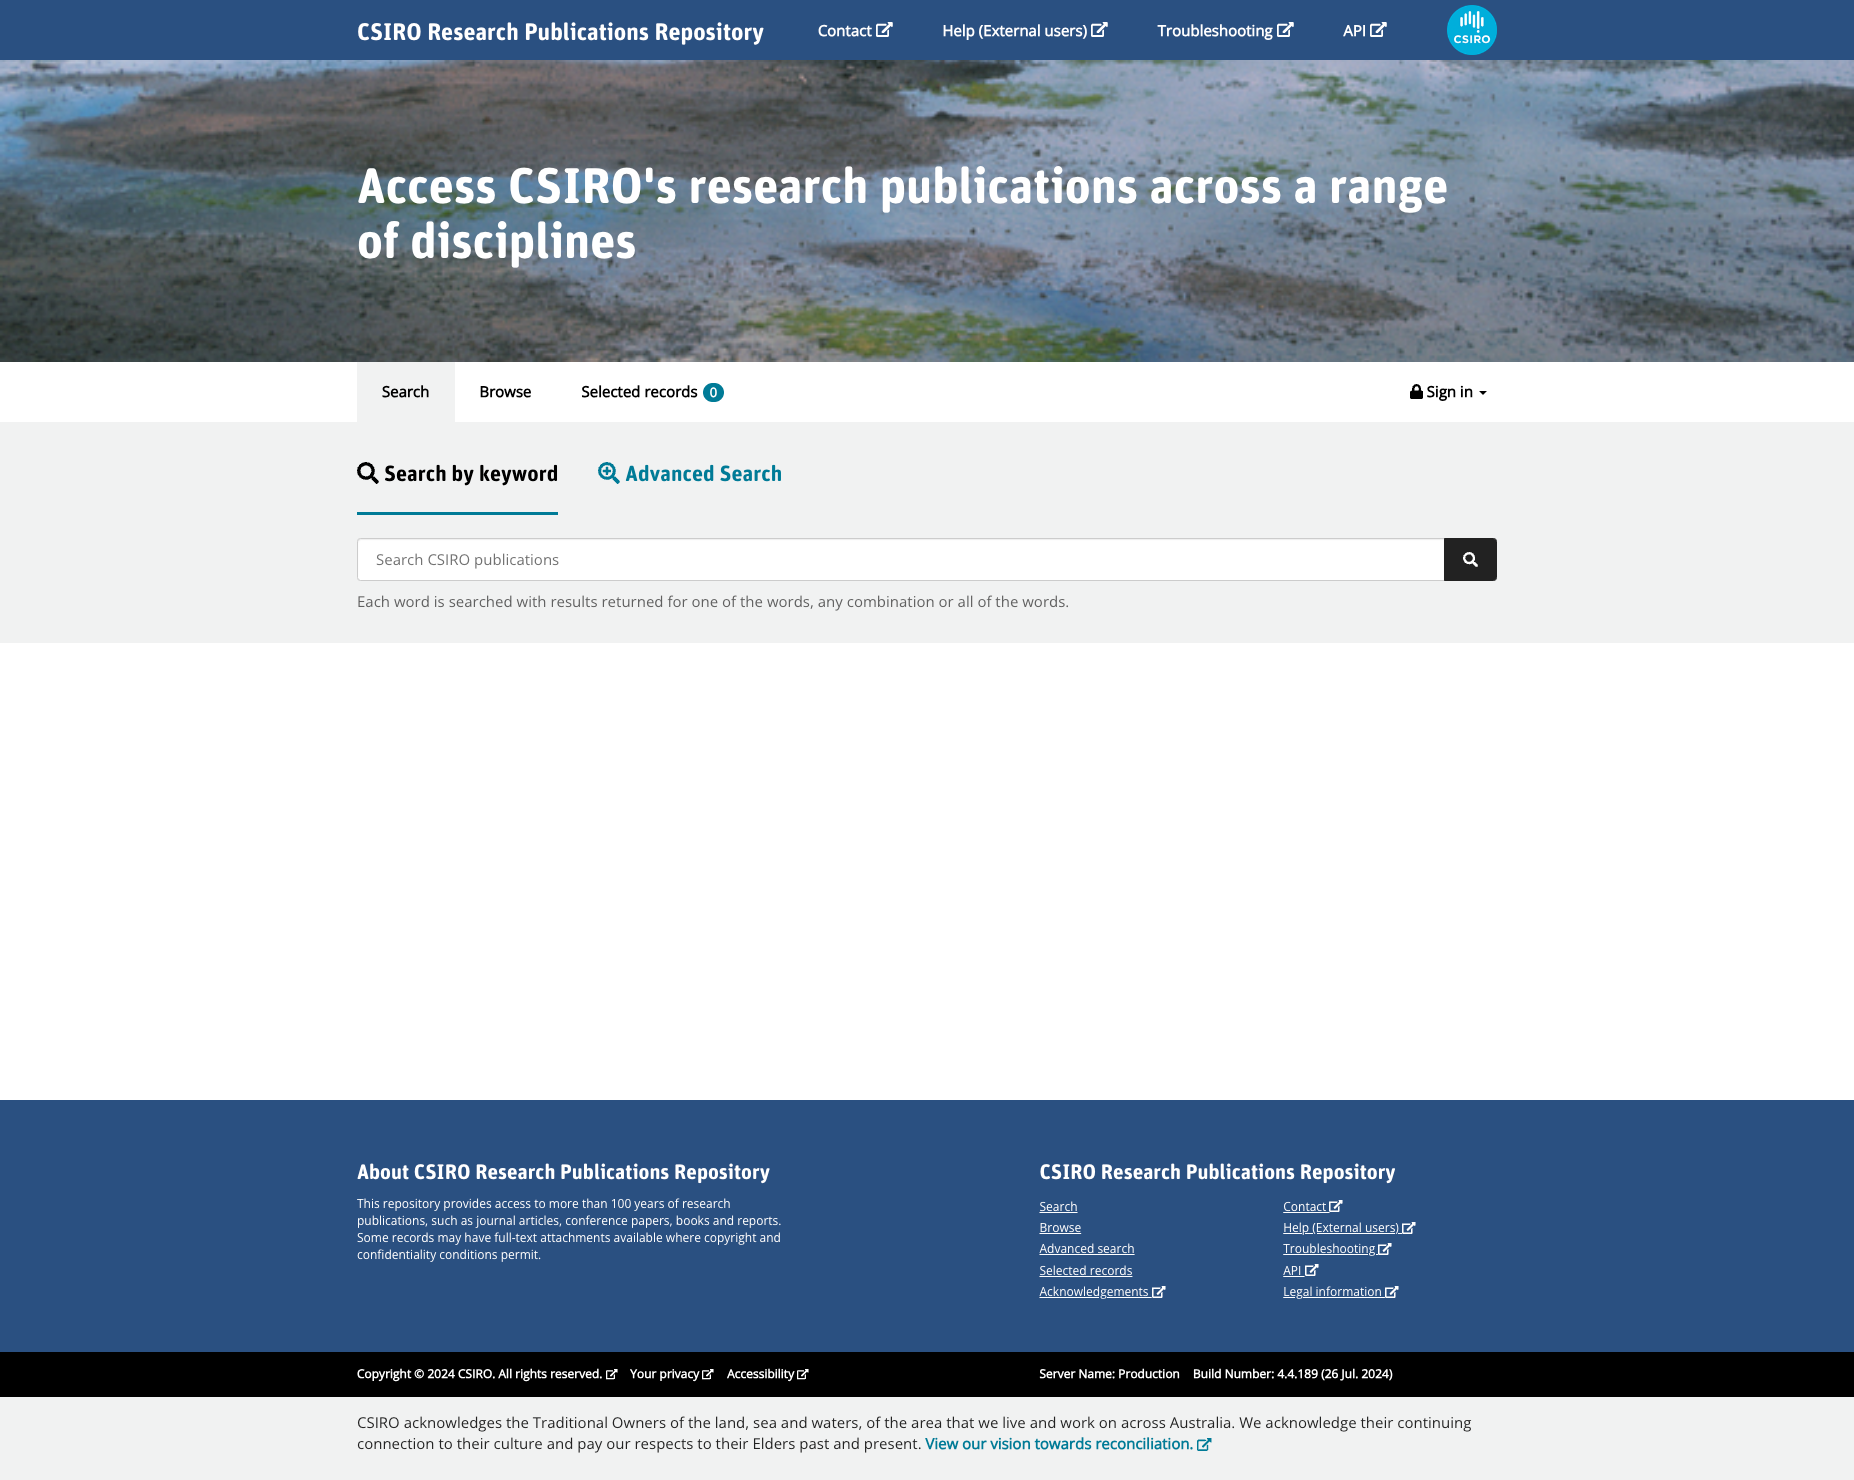 CSIRO Research Publications Repository
Contact
Help (External users)
Troubleshooting
API
CSIRO
Access CSIRO's research publications across a range
of disciplines
Search
Browse
Selected records 0
Sign in
Search by keyword
Advanced Search
Search CSIRO publications
Each word is searched with results returned for one of the words, any combination or all of the words.
About CSIRO Research Publications Repository
This repository provides access to more than 100 years of research
publications, such as journal articles, conference papers, books and reports.
Some records may have full-text attachments available where copyright and
confidentiality conditions permit.
CSIRO Research Publications Repository
Search
Browse
Advanced search
Selected records
Acknowledgements
Contact
Help (External users)
Troubleshooting
API
Legal information
Copyright © 2024 CSIRO. All rights reserved.
Your privacy
Accessibility
Server Name: Production
Build Number: 4.4.189 (26 Jul. 2024)
CSIRO acknowledges the Traditional Owners of the land, sea and waters, of the area that we live and work on across Australia. We acknowledge their continuing
connection to their culture and pay our respects to their Elders past and present. View our vision towards reconciliation.